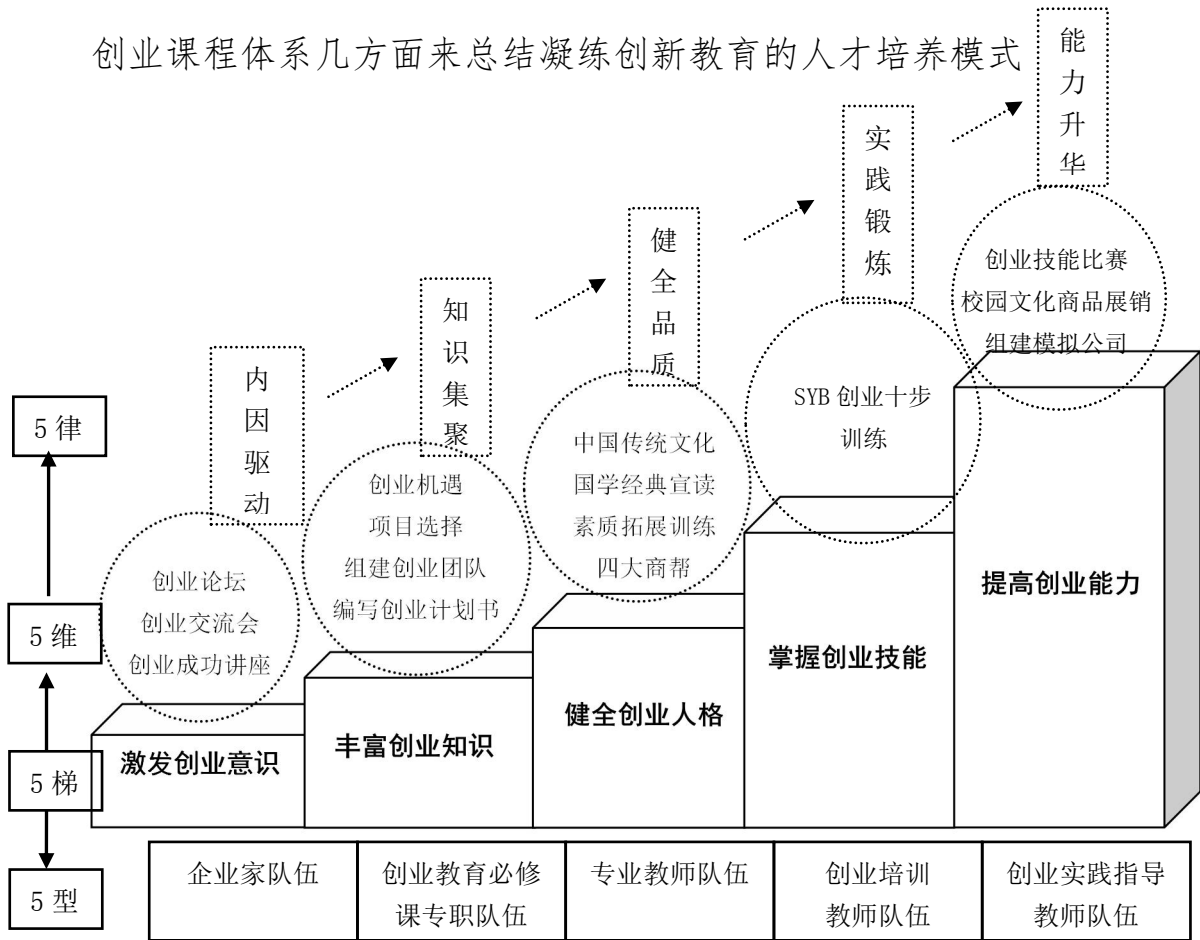 创业课程体系几方面来总结凝练创新教育的人才培养模式
能
力
升
华
实
践
锻
炼
健
全
品
质
知
识
集
聚
内
因
驱
动
创业技能比赛
校园文化商品展销
组建模拟公司
SYB 创业十步
训练
中国传统文化
国学经典宣读
素质拓展训练
四大商帮
创业机遇
项目选择
组建创业团队
编写创业计划书
创业论坛
创业交流会
创业成功讲座
5 律
5 维
5 梯
5 型
激发创业意识
丰富创业知识
健全创业人格
掌握创业技能
提高创业能力
企业家队伍
创业教育必修
课专职队伍
专业教师队伍
创业培训
教师队伍
创业实践指导
教师队伍